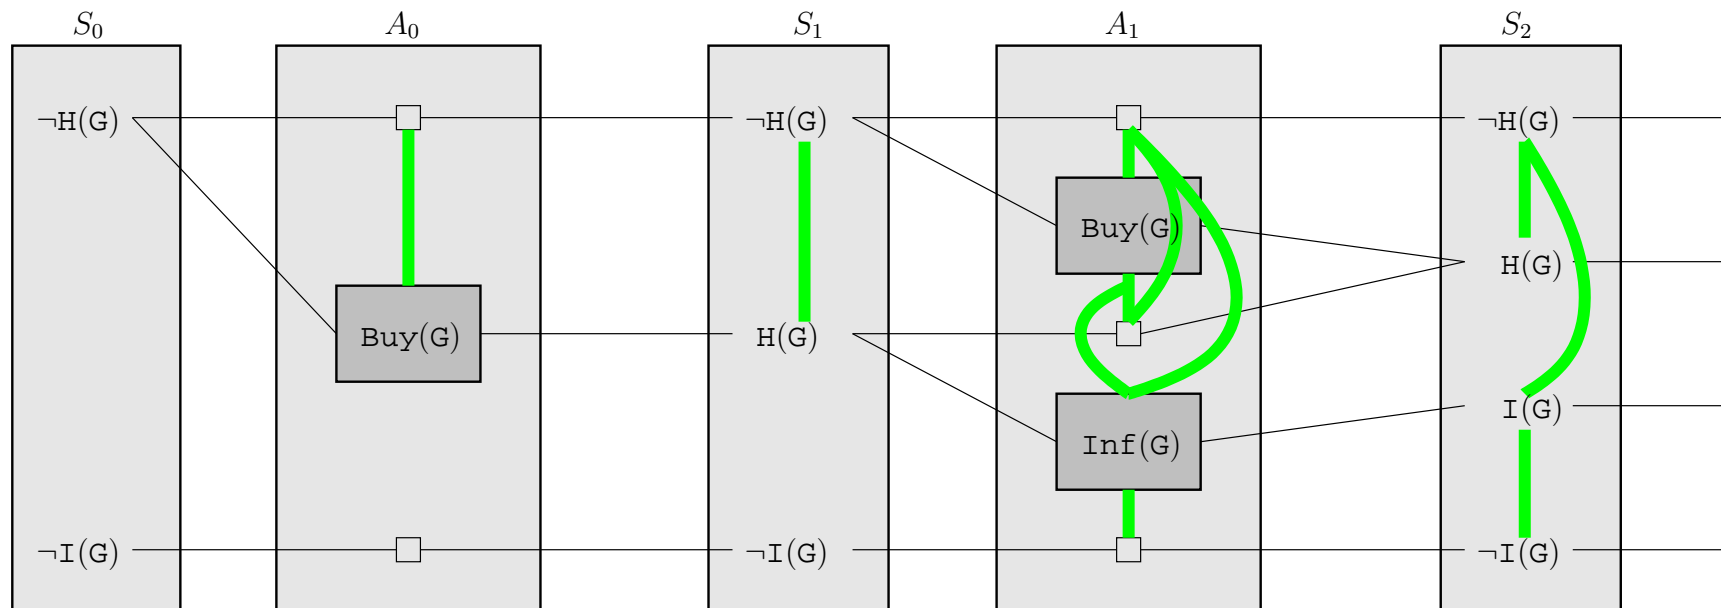 S₀ A₀ S₁ A₁ S₂
¬H(G) ¬H(G) ¬H(G)
Buy(G)
H(G)
Buy(G) H(G)
I(G)
Inf(G)
¬I(G) ¬I(G) ¬I(G)